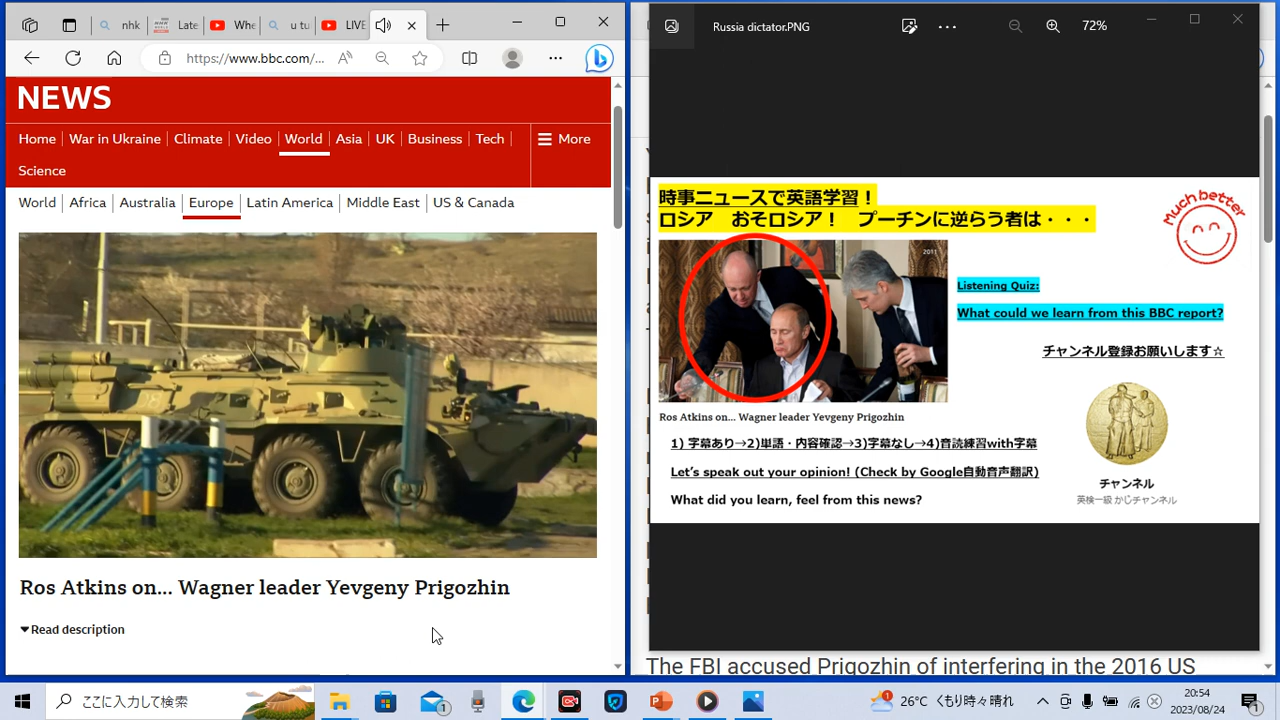 nhk
Late
Whe
u tu
LIVE
https://www.bbc.com/...
NEWS
Home
War in Ukraine
Climate
Video
World
Asia
UK
Business
Tech
More
Science
World
Africa
Australia
Europe
Latin America
Middle East
US & Canada
Ros Atkins on... Wagner leader Yevgeny Prigozhin
Read description
Russia dictator.PNG
72%
時事ニュースで英語学習！
ロシア　おそロシア！　プーチンに逆らう者は・・・
Much better
2011
Listening Quiz:
What could we learn from this BBC report?
チャンネル登録お願いします☆
Ros Atkins on... Wagner leader Yevgeny Prigozhin
1) 字幕あり→2)単語・内容確認→3)字幕なし→4)音読練習with字幕
Let's speak out your opinion! (Check by Google自動音声翻訳)
What did you learn, feel from this news?
チャンネル
英検一級 かじチャンネル
The FBI accused Prigozhin of interfering in the 2016 US
ここに入力して検索
1
1
26°C くもり時々晴れ
20:54
2023/08/24
1